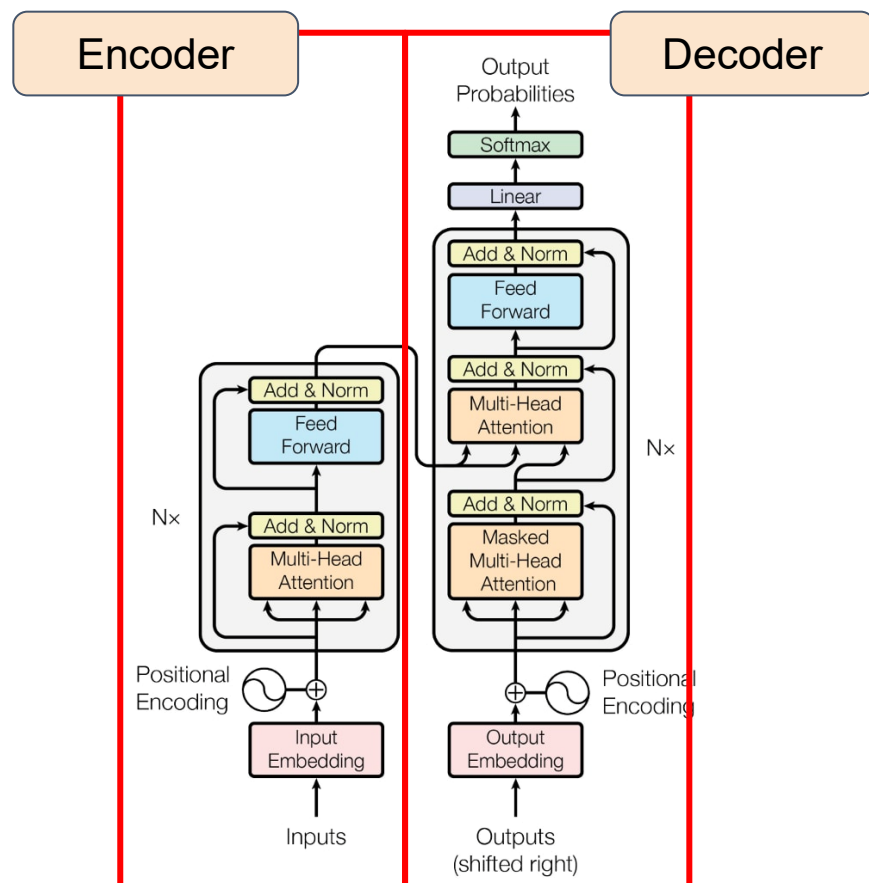 Encoder
Decoder
Output
Probabilities
Softmax
Linear
Add & Norm
Feed
Forward
Add & Norm
Multi-Head
Attention
Add & Norm
Masked
Multi-Head
Attention
N×
Add & Norm
Feed
Forward
Add & Norm
Multi-Head
Attention
N×
Positional
Encoding
Positional
Encoding
Input
Embedding
Output
Embedding
Inputs
Outputs
(shifted right)